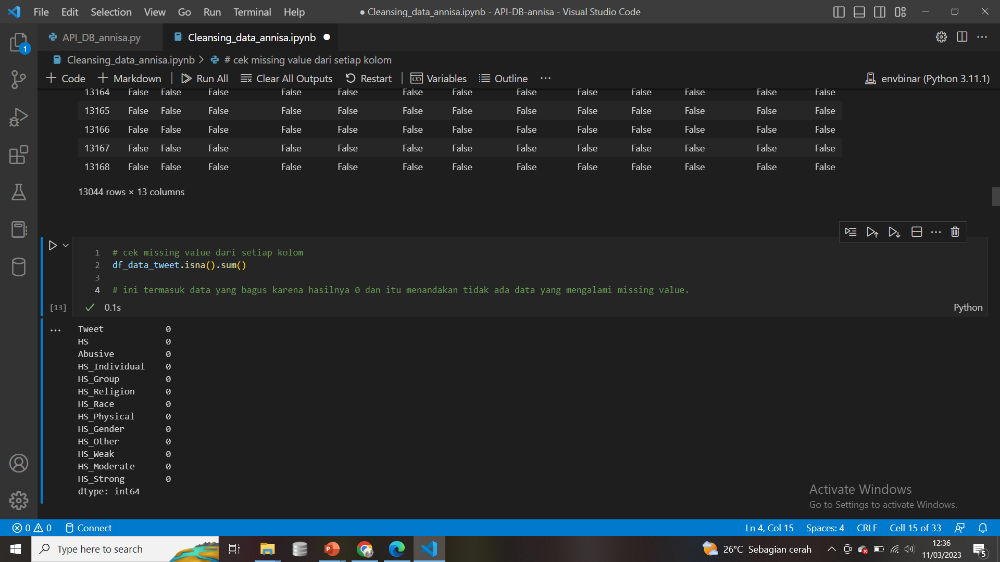 File Edit Selection View Go Run Terminal Help ● Cleansing_data_annisa.ipynb - API-DB-annisa - Visual Studio Code
1
API_DB_annisa.py Cleansing_data_annisa.ipynb
Cleansing_data_annisa.ipynb > # cek missing value dari setiap kolom
+ Code + Markdown Run All Clear All Outputs Restart Variables Outline ... envbinar (Python 3.11.1)
13164 False False False False False False False False False False False False False
13165 False False False False False False False False False False False False False
13166 False False False False False False False False False False False False False
13167 False False False False False False False False False False False False False
13168 False False False False False False False False False False False False False
13044 rows × 13 columns
1 # cek missing value dari setiap kolom
2 df_data_tweet.isna().sum()
3
4 # ini termasuk data yang bagus karena hasilnya 0 dan itu menandakan tidak ada data yang mengalami missing value.
[13] 0.1s Python
... Tweet 0
HS 0
Abusive 0
HS_Individual 0
HS_Group 0
HS_Religion 0
HS_Race 0
HS_Physical 0
HS_Gender 0
HS_Other 0
HS_Weak 0
HS_Moderate 0
HS_Strong 0
dtype: int64
Activate Windows
Go to Settings to activate Windows.
0 0 Connect Ln 4, Col 15 Spaces: 4 CRLF Cell 15 of 33
Type here to search 26°C Sebagian cerah 12:36
11/03/2023 5